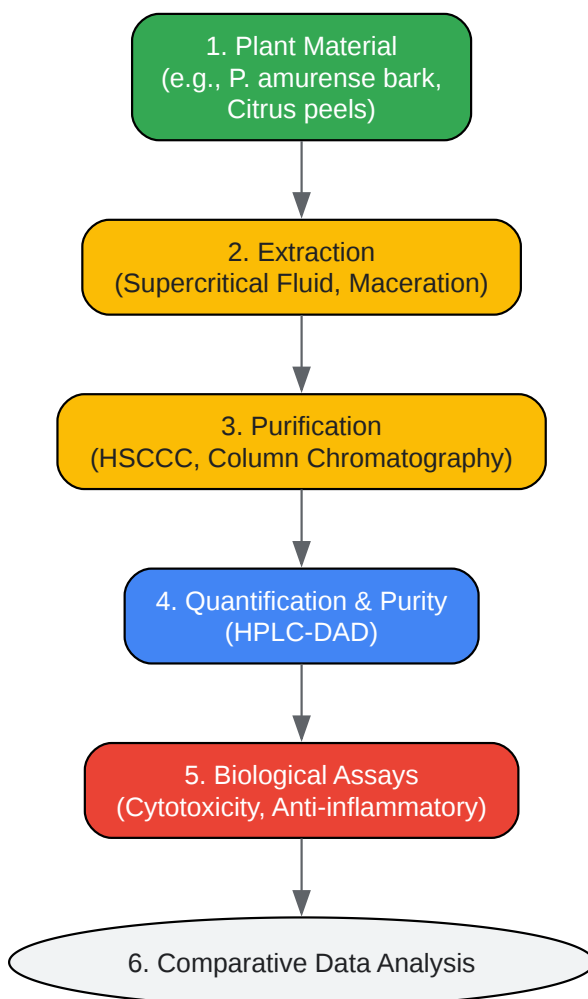 1. Plant Material
(e.g., P. amurense bark,
Citrus peels)
2. Extraction
(Supercritical Fluid, Maceration)
3. Purification
(HSCCC, Column Chromatography)
4. Quantification & Purity
(HPLC-DAD)
5. Biological Assays
(Cytotoxicity, Anti-inflammatory)
6. Comparative Data Analysis